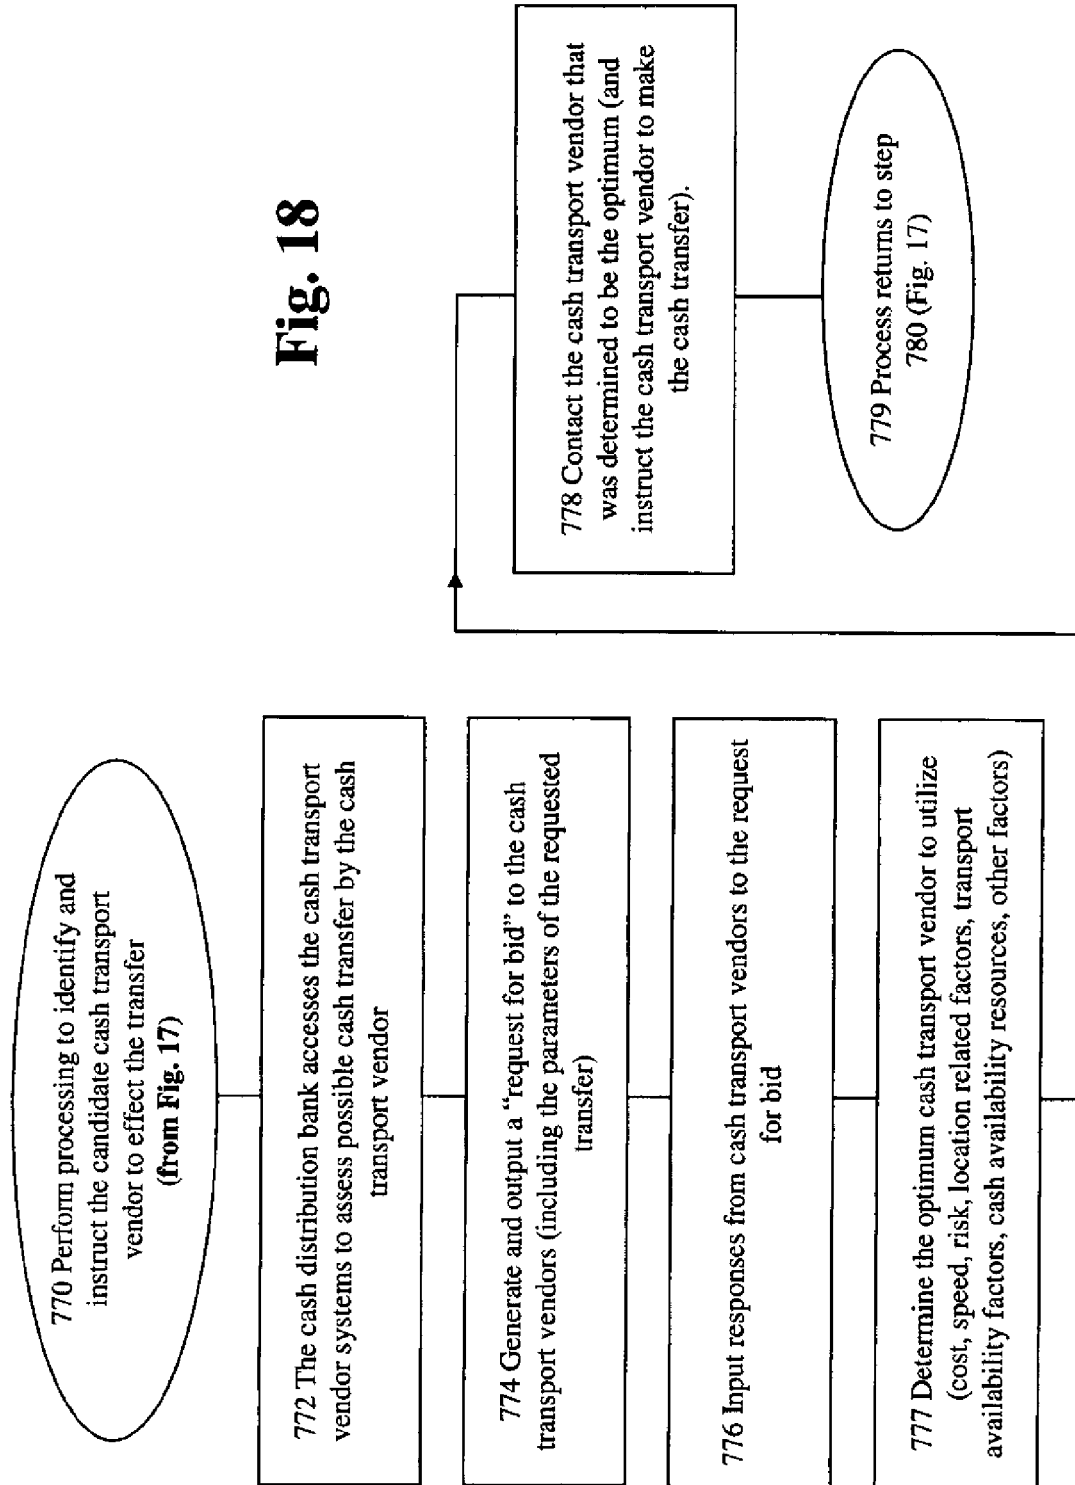 770 Perform processing to identify and
instruct the candidate cash transport
vendor to effect the transfer
(from Fig. 17)
772 The cash distribution bank accesses the cash transport
vendor systems to assess possible cash transfer by the cash
transport vendor
774 Generate and output a “request for bid” to the cash
transport vendors (including the parameters of the requested
transfer)
776 Input responses from cash transport vendors to the request
for bid
777 Determine the optimum cash transport vendor to utilize
(cost, speed, risk, location related factors, transport
availability factors, cash availability resources, other factors)
Fig. 18
778 Contact the cash transport vendor that
was determined to be the optimum (and
instruct the cash transport vendor to make
the cash transfer).
779 Process returns to step
780 (Fig. 17)